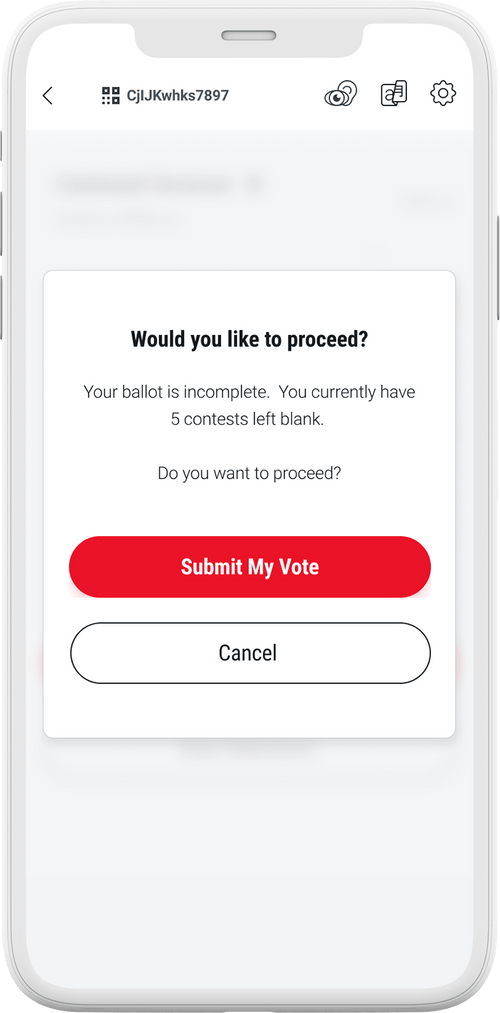 CjIJKwhks7897
Would you like to proceed?
Your ballot is incomplete.  You currently have
5 contests left blank.
Do you want to proceed?
Submit My Vote
Cancel